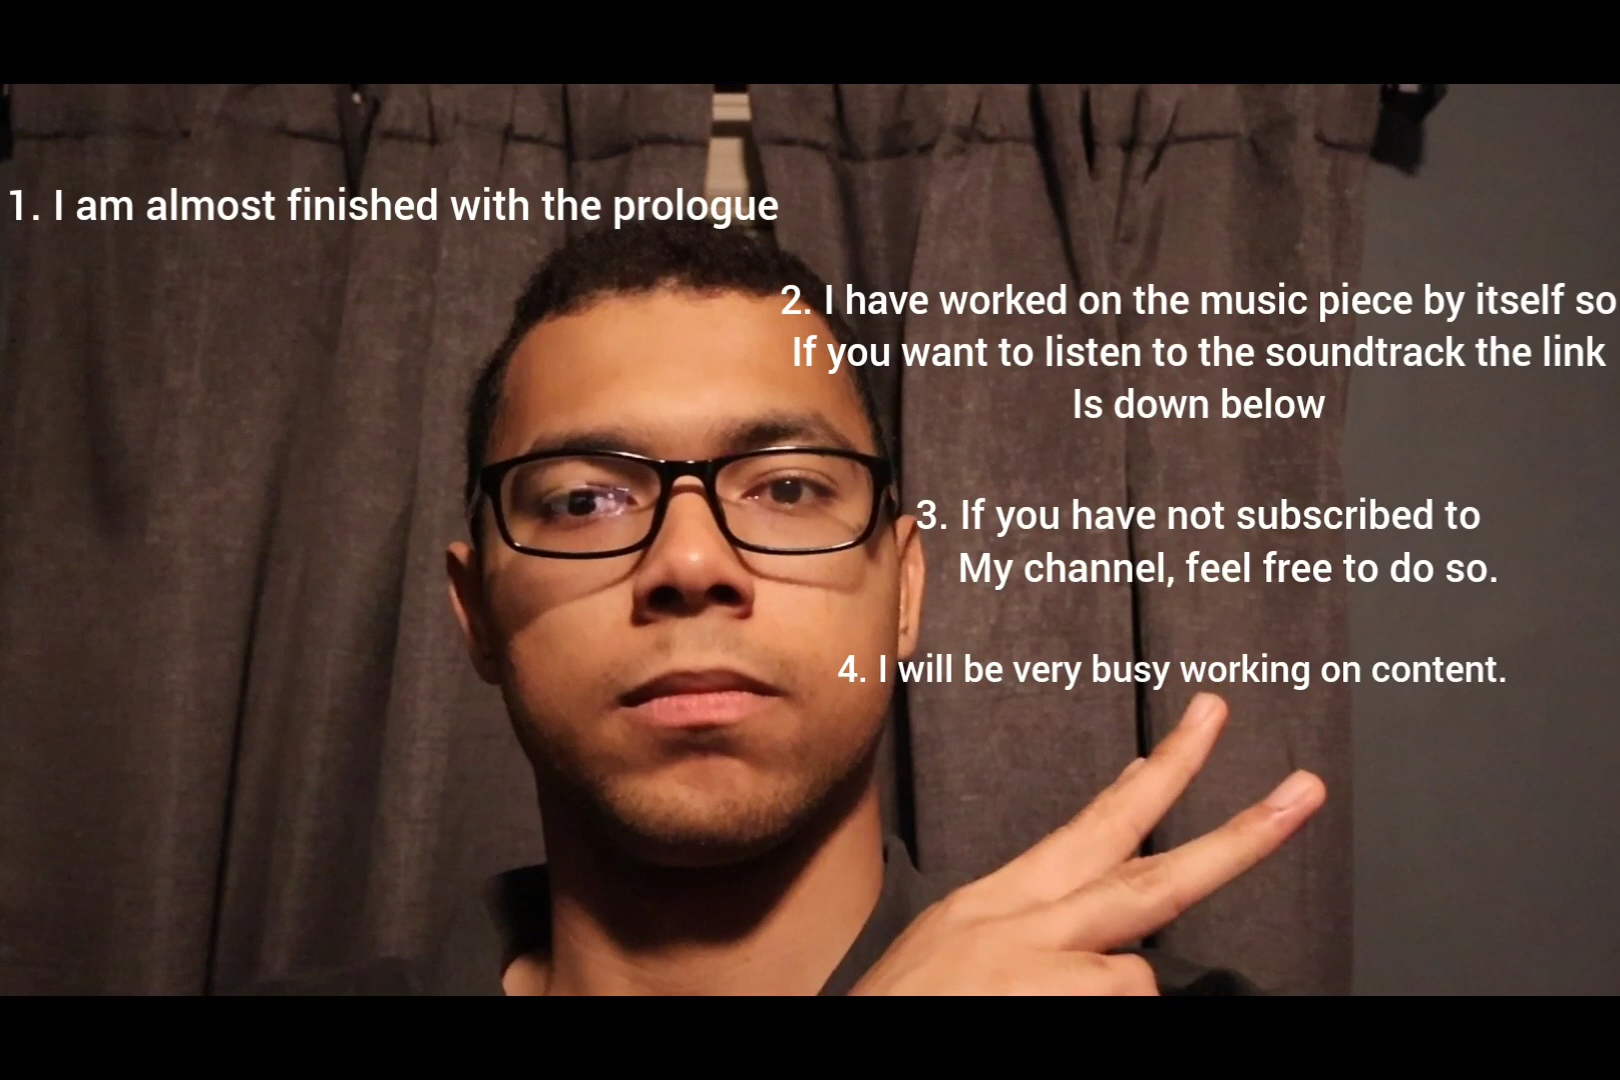 1. I am almost finished with the prologue
2. I have worked on the music piece by itself so
If you want to listen to the soundtrack the link
Is down below
3. If you have not subscribed to
My channel, feel free to do so.
4. I will be very busy working on content.